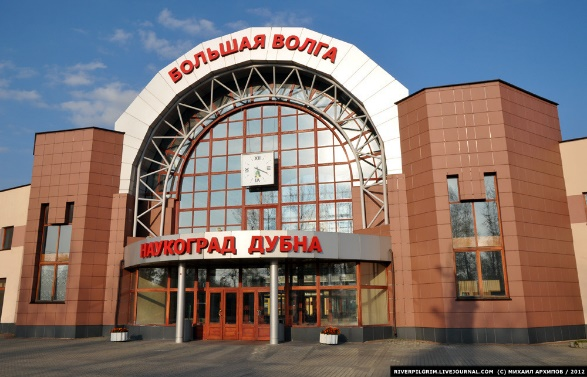 БОЛЬШАЯ ВОЛГА
НАУКОГРАД ДУБНА
RIVERPILGRIM.LIVEJOURNAL.COM (C) МИХАИЛ АРХИПОВ / 2012